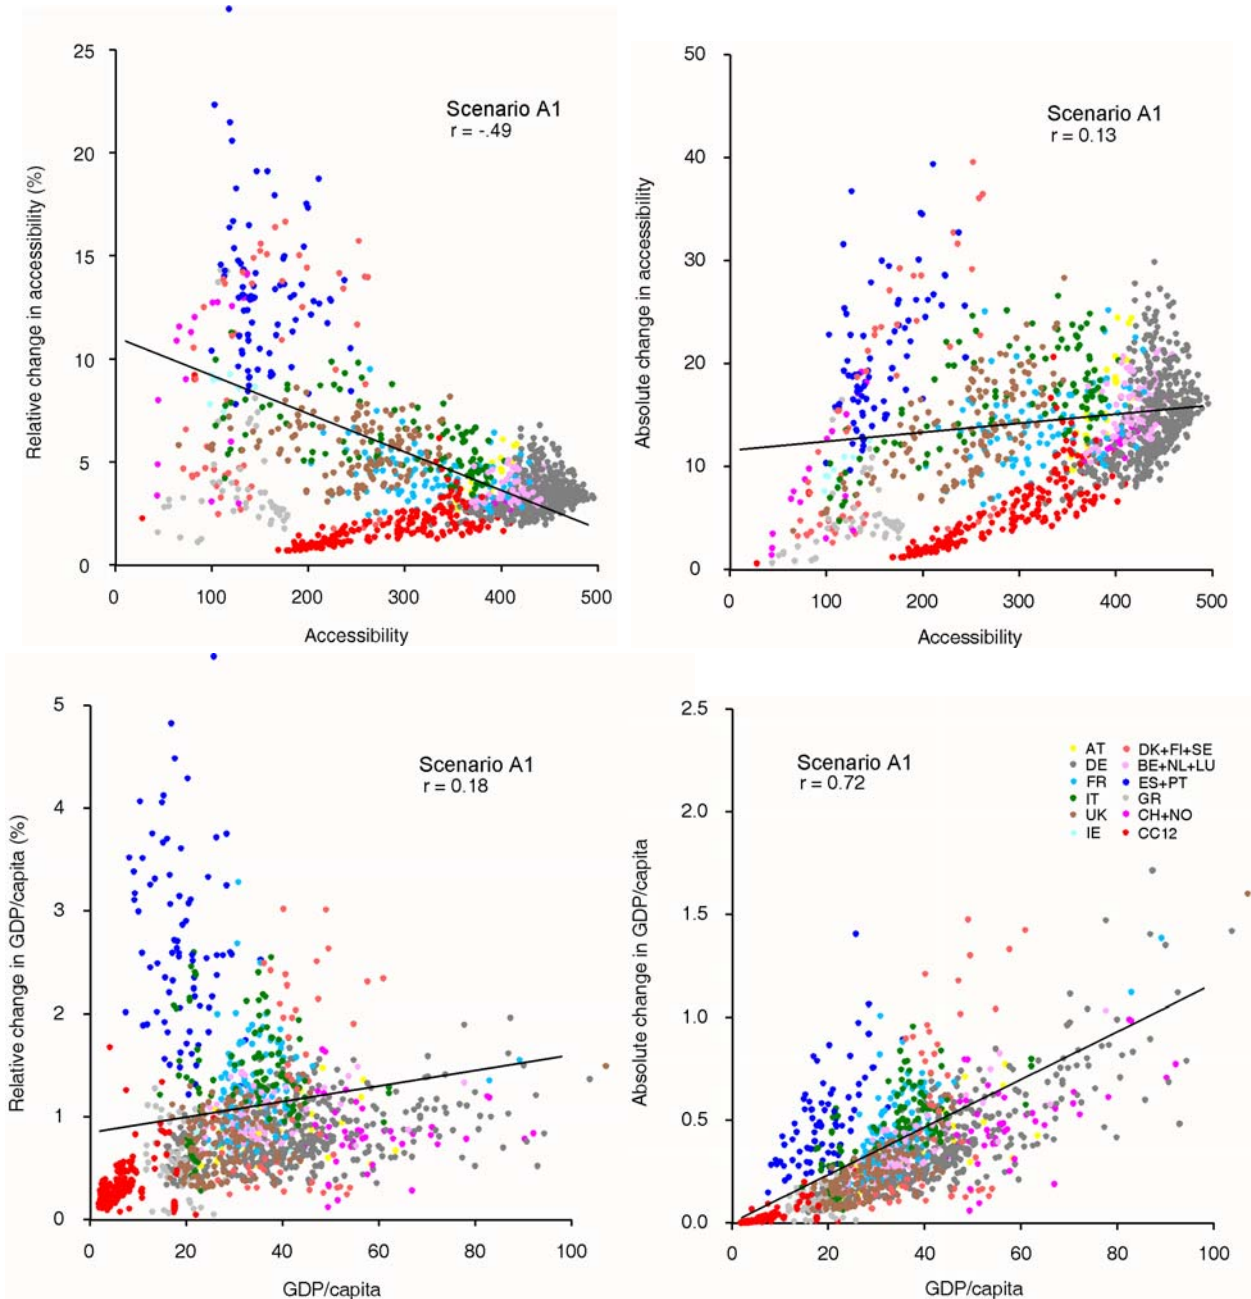 Relative change in accessibility (%)
25
20
15
10
5
0
Scenario A1
r = -.49
0 100 200 300 400 500
Accessibility
Absolute change in accessibility
50
40
30
20
10
0
Scenario A1
r = 0.13
0 100 200 300 400 500
Accessibility
Relative change in GDP/capita (%)
5
4
3
2
1
0
Scenario A1
r = 0.18
0 20 40 60 80 100
GDP/capita
Absolute change in GDP/capita
2.5
2.0
1.5
1.0
0.5
0.0
Scenario A1
r = 0.72
AT DK+FI+SE
DE BE+NL+LU
FR ES+PT
IT GR
UK CH+NO
IE CC12
0 20 40 60 80 100
GDP/capita